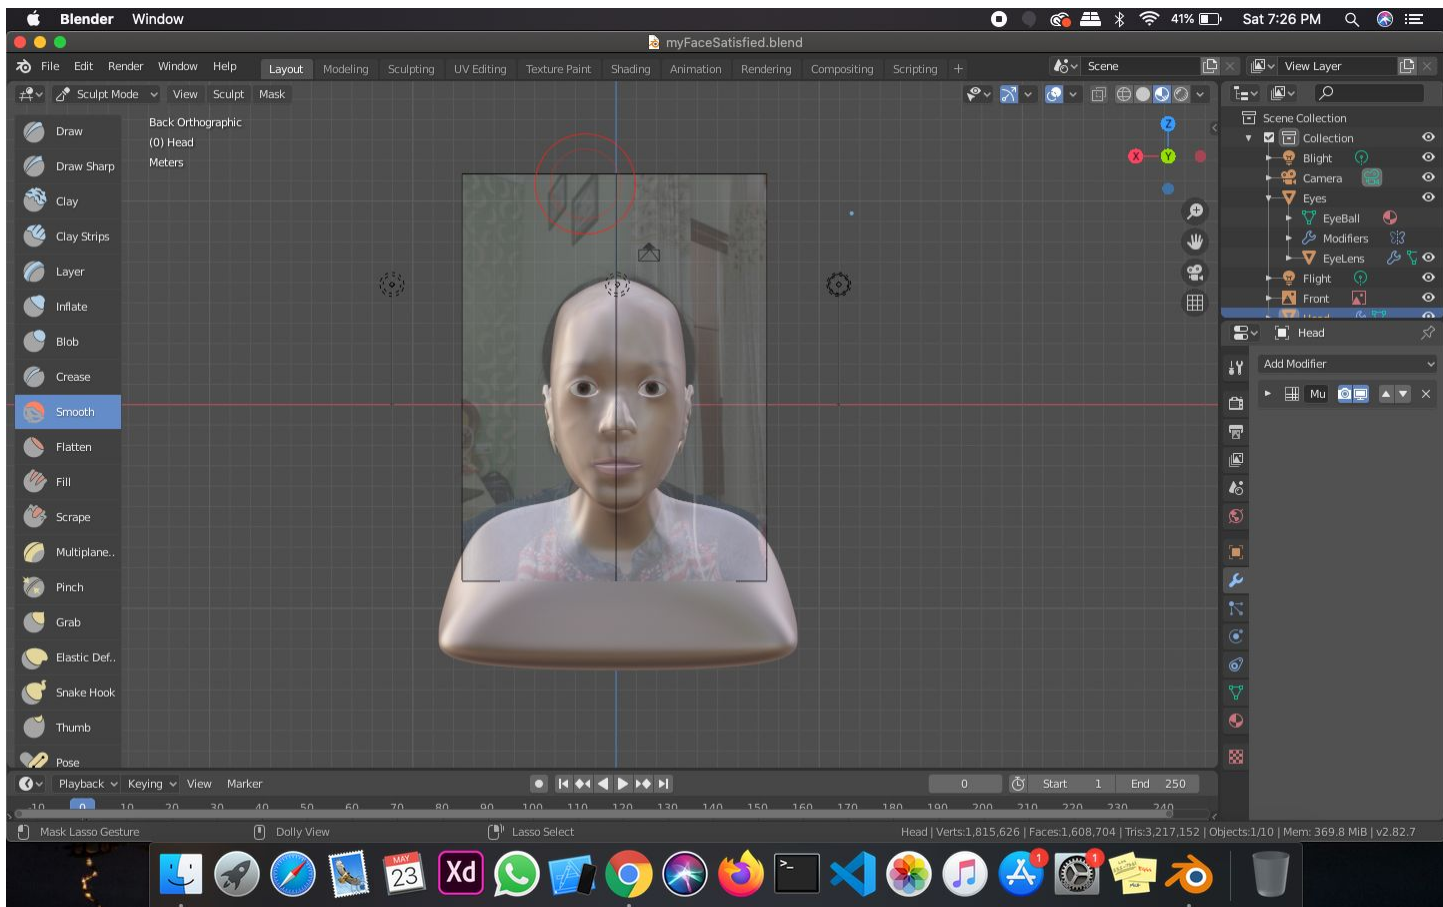 Blender Window 41% Sat 7:26 PM
myFaceSatisfied.blend
File Edit Render Window Help Layout Modeling Sculpting UV Editing Texture Paint Shading Animation Rendering Compositing Scripting + Scene View Layer
Sculpt Mode View Sculpt Mask
Back Orthographic
(0) Head
Meters
Draw
Draw Sharp
Clay
Clay Strips
Layer
Inflate
Blob
Crease
Smooth
Flatten
Fill
Scrape
Multiplane..
Pinch
Grab
Elastic Def..
Snake Hook
Thumb
Pose
Z
X
Y
Scene Collection
Collection
Blight
Camera
Eyes
EyeBall
Modifiers
EyeLens
Flight
Front
Head
Head
Add Modifier
Mu
Playback Keying View Marker 0 Start 1 End 250
-10 0 10 20 30 40 50 60 70 80 90 100 110 120 130 140 150 160 170 180 190 200 210 220 230 240
Mask Lasso Gesture Dolly View Lasso Select Head | Verts:1,815,626 | Faces:1,608,704 | Tris:3,217,152 | Objects:1/10 | Mem: 369.8 MiB | v2.82.7
MAY
23
Xd
>_
1
1